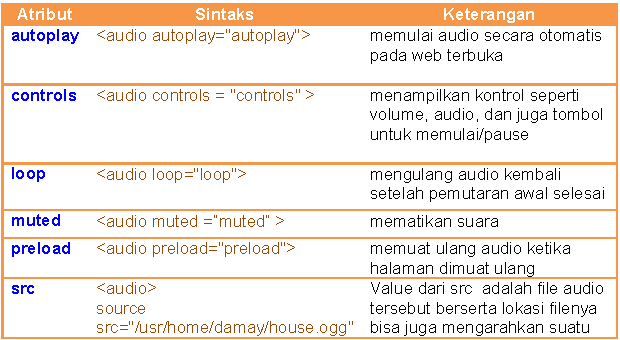 Atribut Sintaks Keterangan
autoplay <audio autoplay="autoplay"> memulai audio secara otomatis
pada web terbuka
controls <audio controls = "controls" > menampilkan kontrol seperti
volume, audio, dan juga tombol
untuk memulai/pause
loop <audio loop="loop"> mengulang audio kembali
setelah pemutaran awal selesai
muted <audio muted =“muted” > mematikan suara
preload <audio preload="preload"> memuat ulang audio ketika
halaman dimuat ulang
src <audio> Value dari src adalah file audio
source tersebut berserta lokasi filenya
src="/usr/home/damay/house.ogg" bisa juga mengarahkan suatu